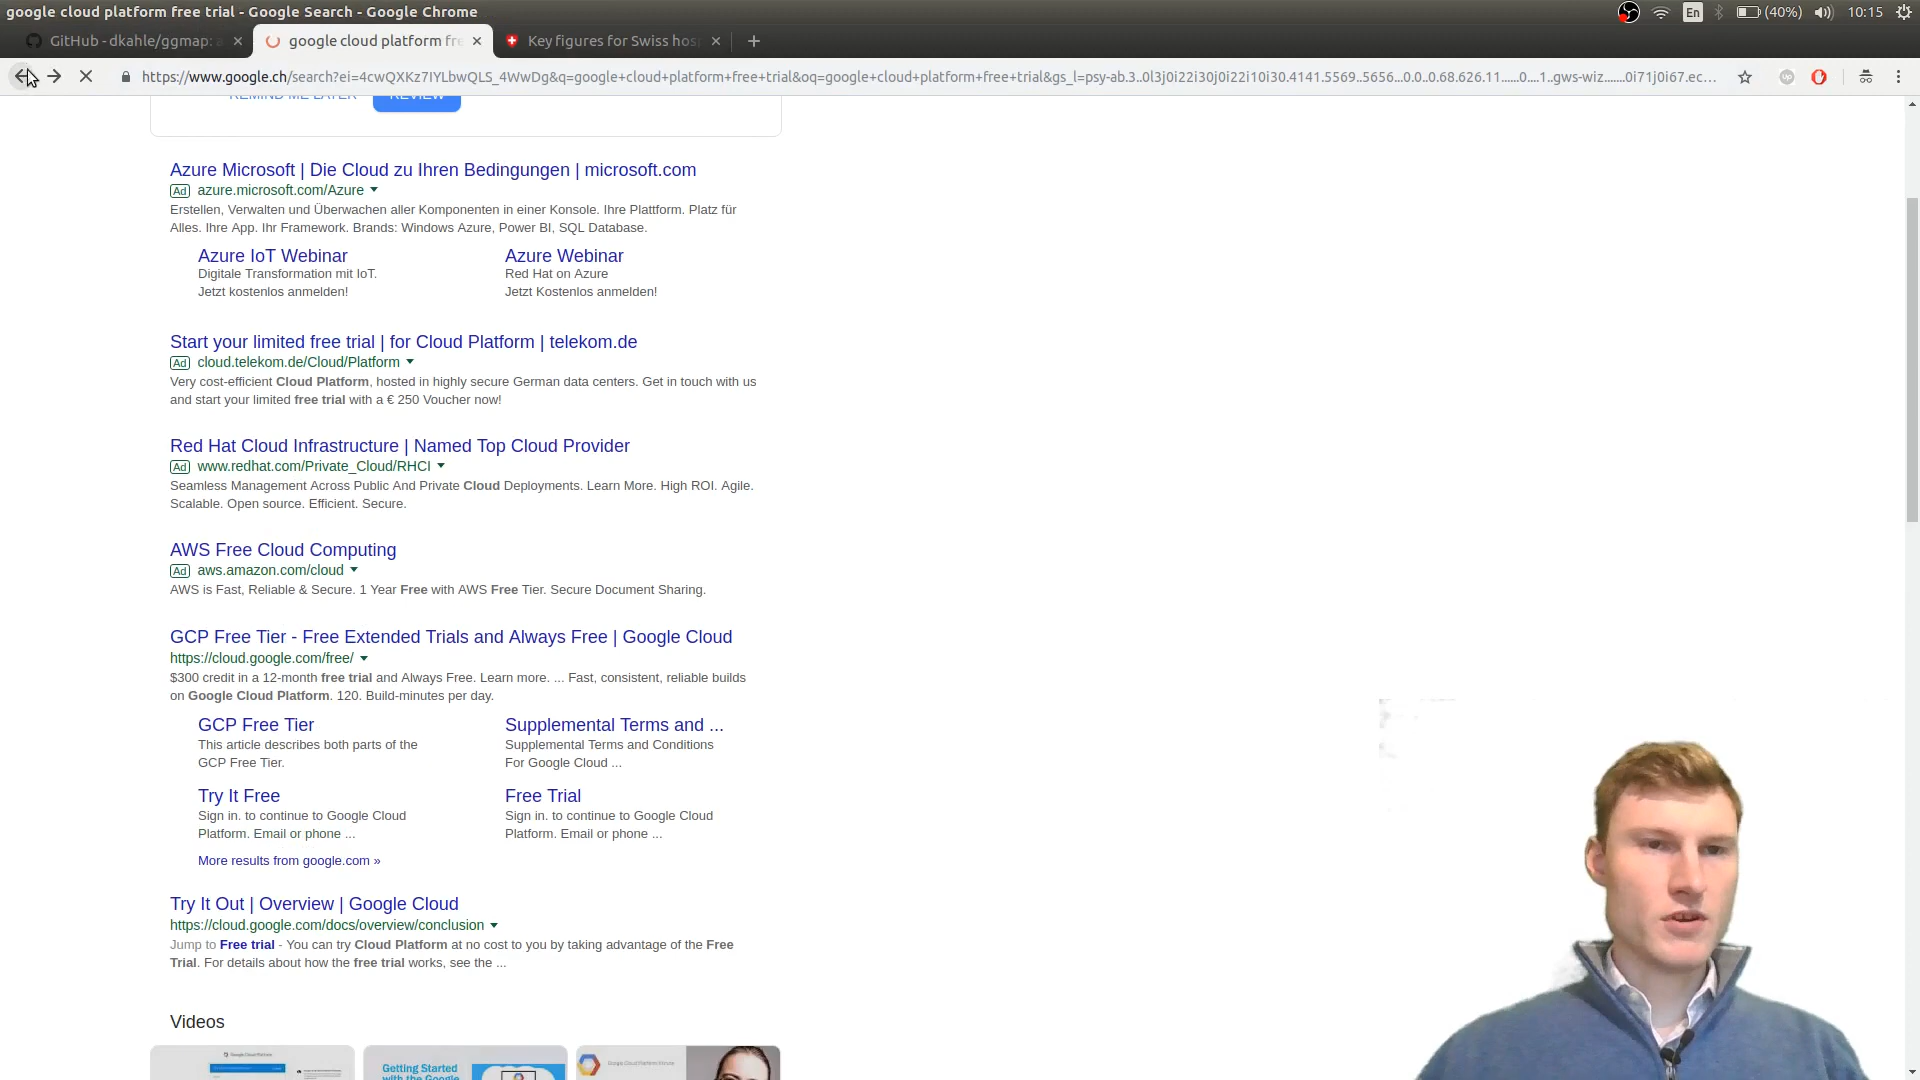 google cloud platform free trial - Google Search - Google Chrome
En
(40%)
10:15
GitHub - dkahle/ggmap: a
google cloud platform fre
Key figures for Swiss hos
https://www.google.ch/search?ei=4cwQXKz7IYLbwQLS_4WwDg&q=google+cloud+platform+free+trial&oq=google+cloud+platform+free+trial&gs_l=psy-ab.3..0l3j0i22i30j0i22i10i30.4141.5569..5656...0.0..0.68.626.11......0....1..gws-wiz.......0i71j0i67.ec...
REMIND ME LATER
REVIEW
Azure Microsoft | Die Cloud zu Ihren Bedingungen | microsoft.com
Ad azure.microsoft.com/Azure
Erstellen, Verwalten und Überwachen aller Komponenten in einer Konsole. Ihre Plattform. Platz für
Alles. Ihre App. Ihr Framework. Brands: Windows Azure, Power BI, SQL Database.
Azure IoT Webinar
Digitale Transformation mit IoT.
Jetzt kostenlos anmelden!
Azure Webinar
Red Hat on Azure
Jetzt Kostenlos anmelden!
Start your limited free trial | for Cloud Platform | telekom.de
Ad cloud.telekom.de/Cloud/Platform
Very cost-efficient Cloud Platform, hosted in highly secure German data centers. Get in touch with us
and start your limited free trial with a € 250 Voucher now!
Red Hat Cloud Infrastructure | Named Top Cloud Provider
Ad www.redhat.com/Private_Cloud/RHCI
Seamless Management Across Public And Private Cloud Deployments. Learn More. High ROI. Agile.
Scalable. Open source. Efficient. Secure.
AWS Free Cloud Computing
Ad aws.amazon.com/cloud
AWS is Fast, Reliable & Secure. 1 Year Free with AWS Free Tier. Secure Document Sharing.
GCP Free Tier - Free Extended Trials and Always Free | Google Cloud
https://cloud.google.com/free/
$300 credit in a 12-month free trial and Always Free. Learn more. ... Fast, consistent, reliable builds
on Google Cloud Platform. 120. Build-minutes per day.
GCP Free Tier
This article describes both parts of the
GCP Free Tier.
Supplemental Terms and ...
Supplemental Terms and Conditions
For Google Cloud ...
Try It Free
Sign in. to continue to Google Cloud
Platform. Email or phone ...
Free Trial
Sign in. to continue to Google Cloud
Platform. Email or phone ...
More results from google.com »
Try It Out | Overview | Google Cloud
https://cloud.google.com/docs/overview/conclusion
Jump to Free trial - You can try Cloud Platform at no cost to you by taking advantage of the Free
Trial. For details about how the free trial works, see the ...
Videos
Google Cloud Platform
Getting Started
with the Google